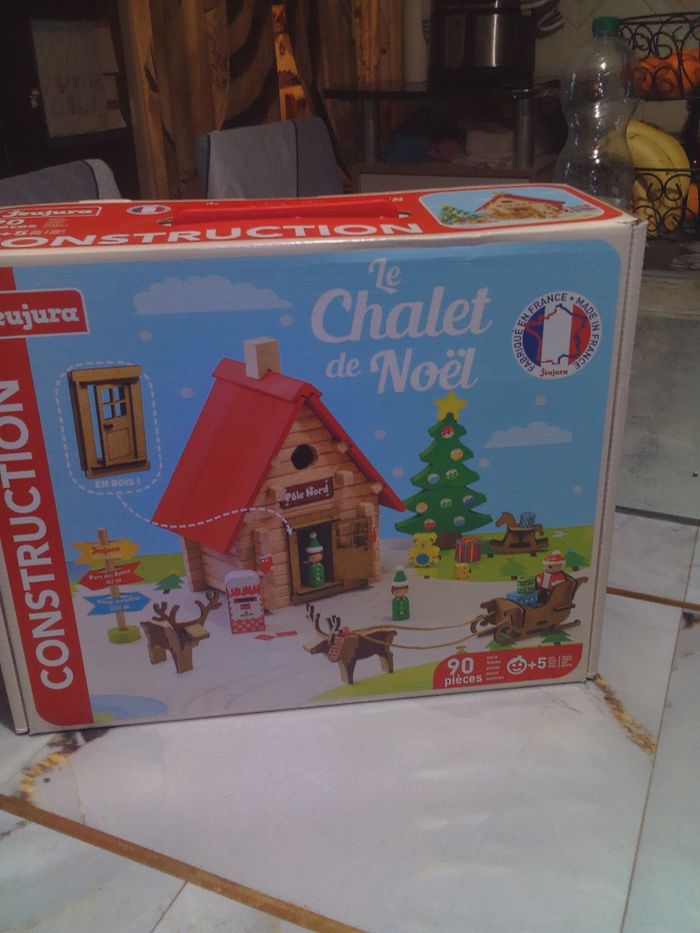 Jeujura
CONSTRUCTION
eujura
CONSTRUCTION
Le
Chalet
de Noël
FABRIQUÉ EN FRANCE • MADE IN FRANCE
Jeujura
EN BOIS !
Pôle Nord
Jeujura
90
pièces
+5